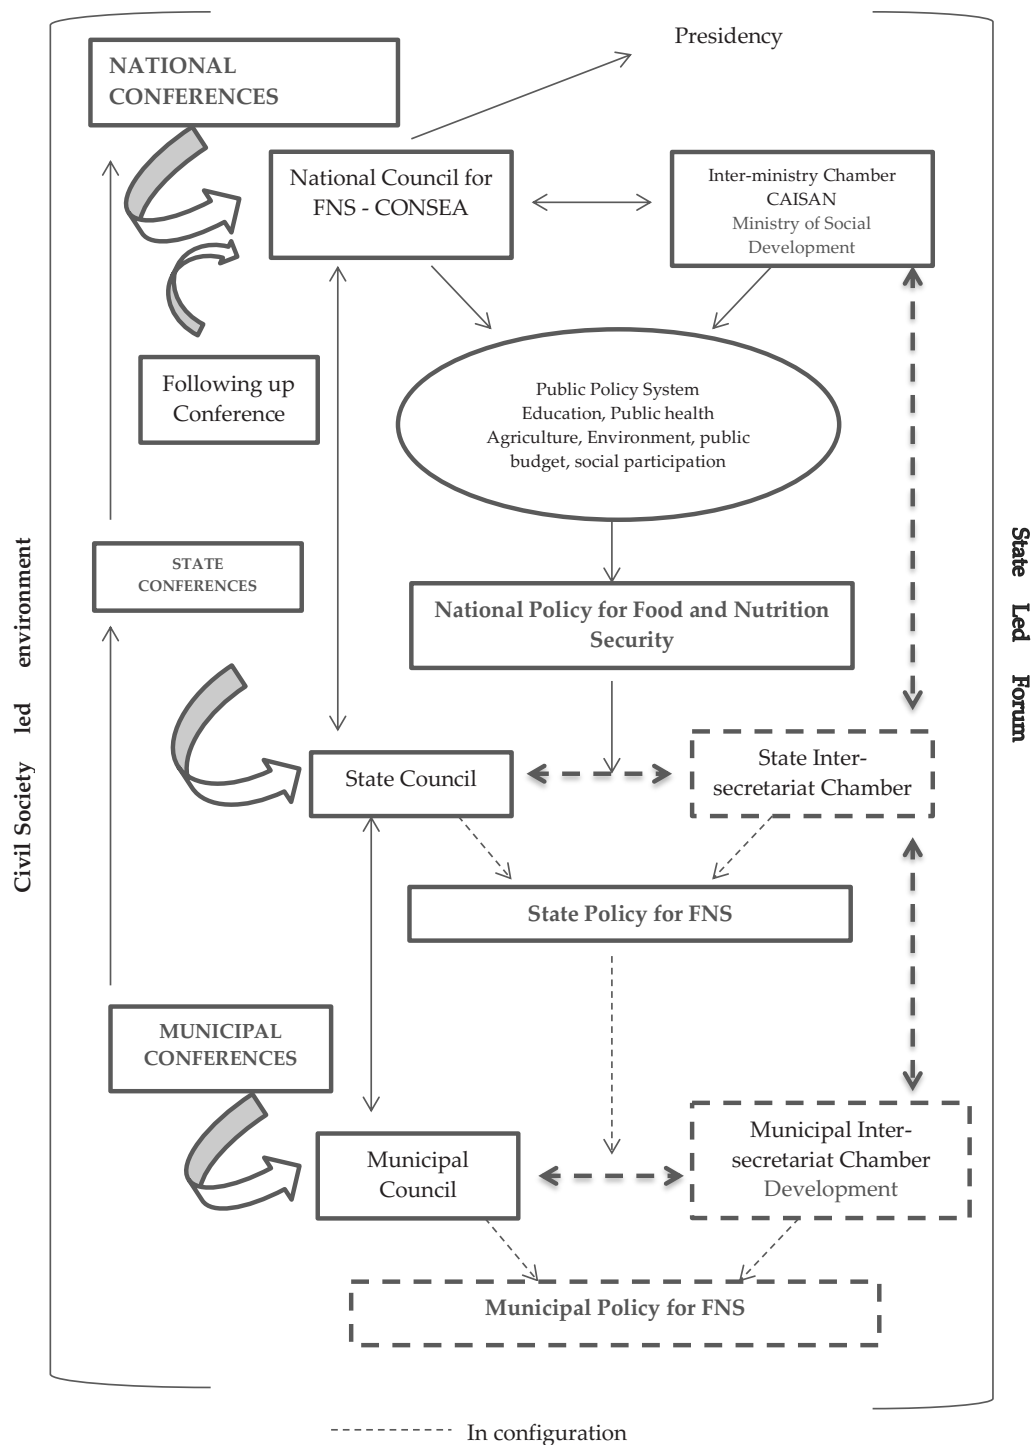 Presidency
NATIONAL
CONFERENCES
National Council for
FNS - CONSEA
Inter-ministry Chamber
CAISAN
Ministry of Social
Development
Following up
Conference
Public Policy System
Education, Public health
Agriculture, Environment, public
budget, social participation
STATE
CONFERENCES
National Policy for Food and Nutrition
Security
Civil Society led environment
State Led Forum
State Council
State Inter-
secretariat Chamber
State Policy for FNS
MUNICIPAL
CONFERENCES
Municipal
Council
Municipal Inter-
secretariat Chamber
Development
Municipal Policy for FNS
In configuration